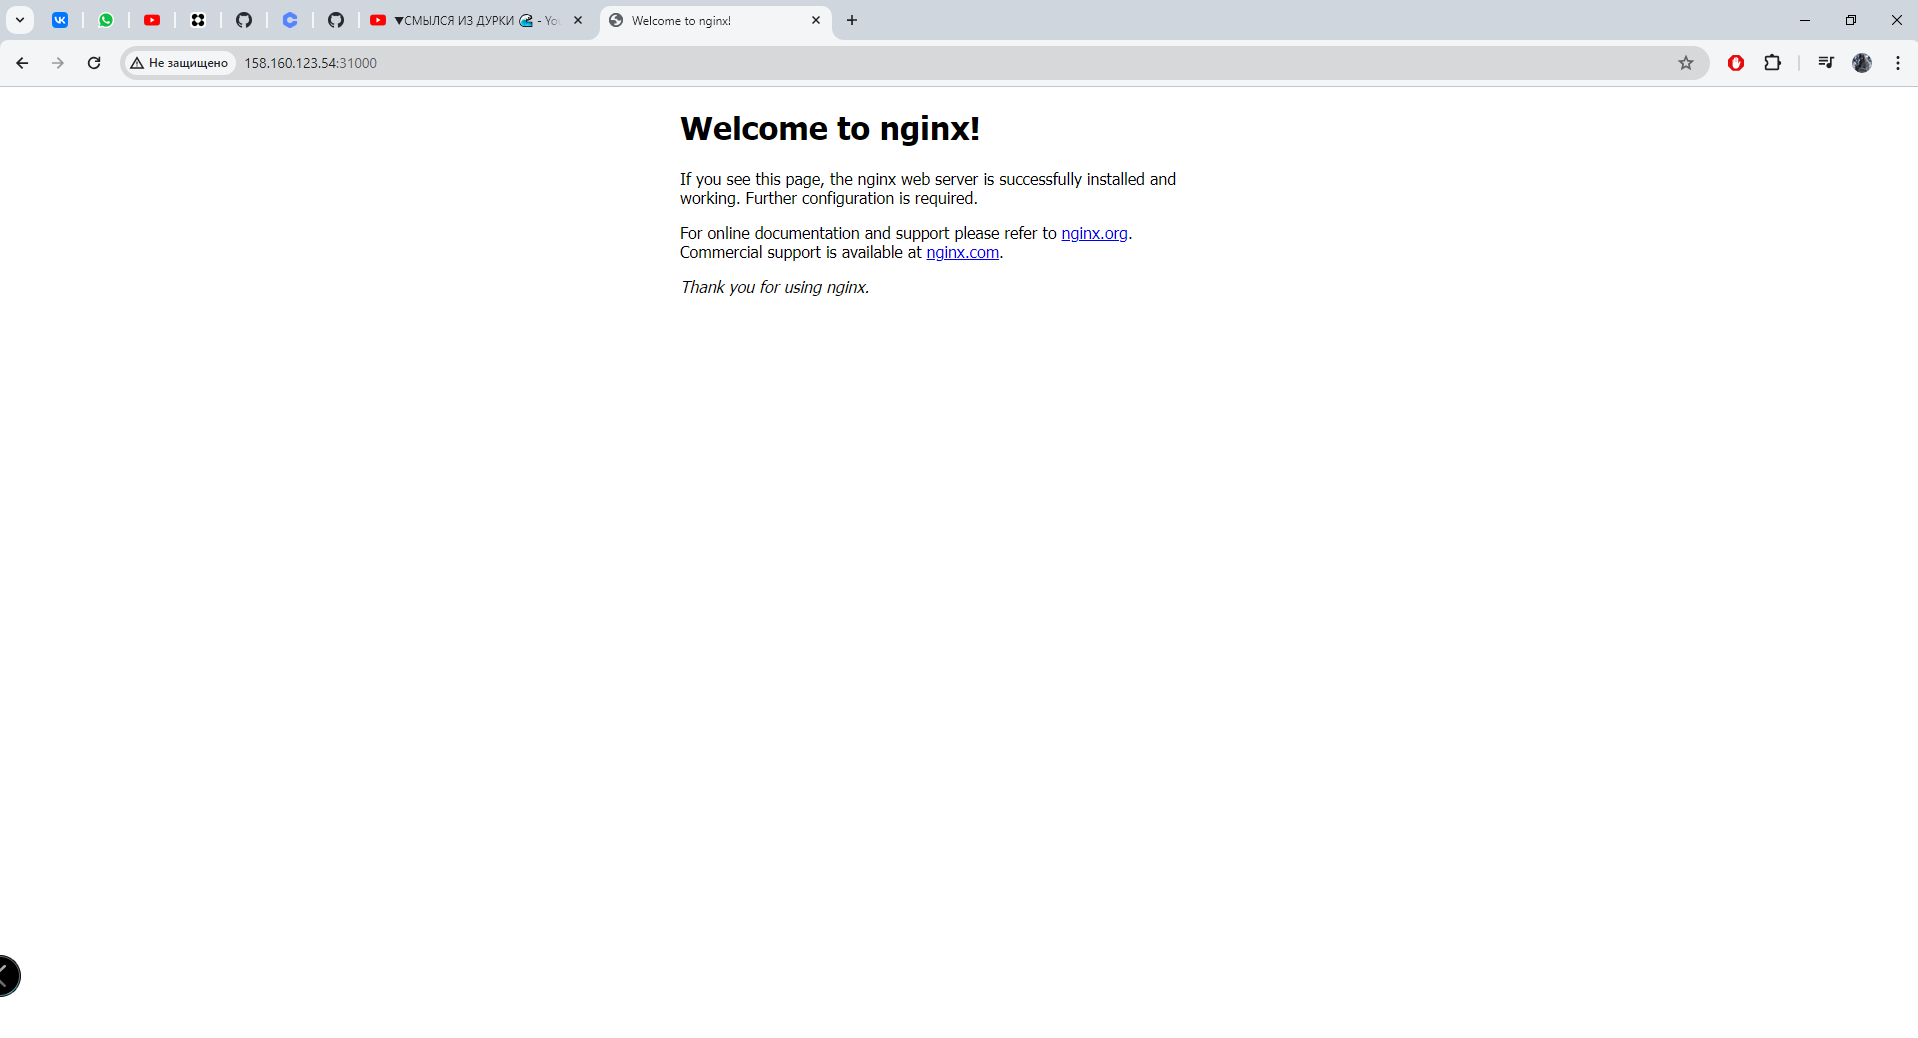 ▼СМЫЛСЯ ИЗ ДУРКИ 🌊 - You
Welcome to nginx!
Не защищено
158.160.123.54:31000
Welcome to nginx!
If you see this page, the nginx web server is successfully installed and
working. Further configuration is required.
For online documentation and support please refer to nginx.org.
Commercial support is available at nginx.com.
Thank you for using nginx.